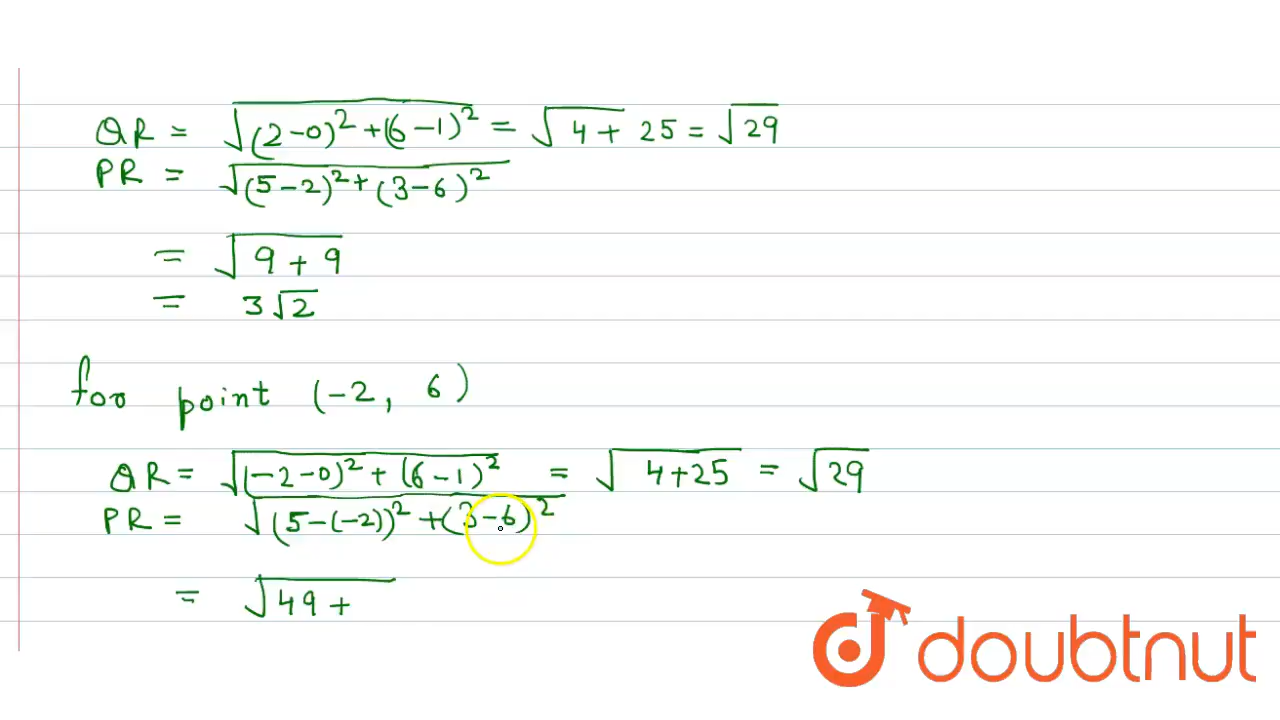 QR = √(2-0)² + (6-1)² = √4 + 25 = √29
PR = √(5-2)² + (3-6)²
= √9 + 9
= 3√2
for point (-2, 6)
QR = √(-2-0)² + (6-1)² = √4+25 = √29
PR = √(5-(-2))² + (3-6)²
= √49 +
doubtnut